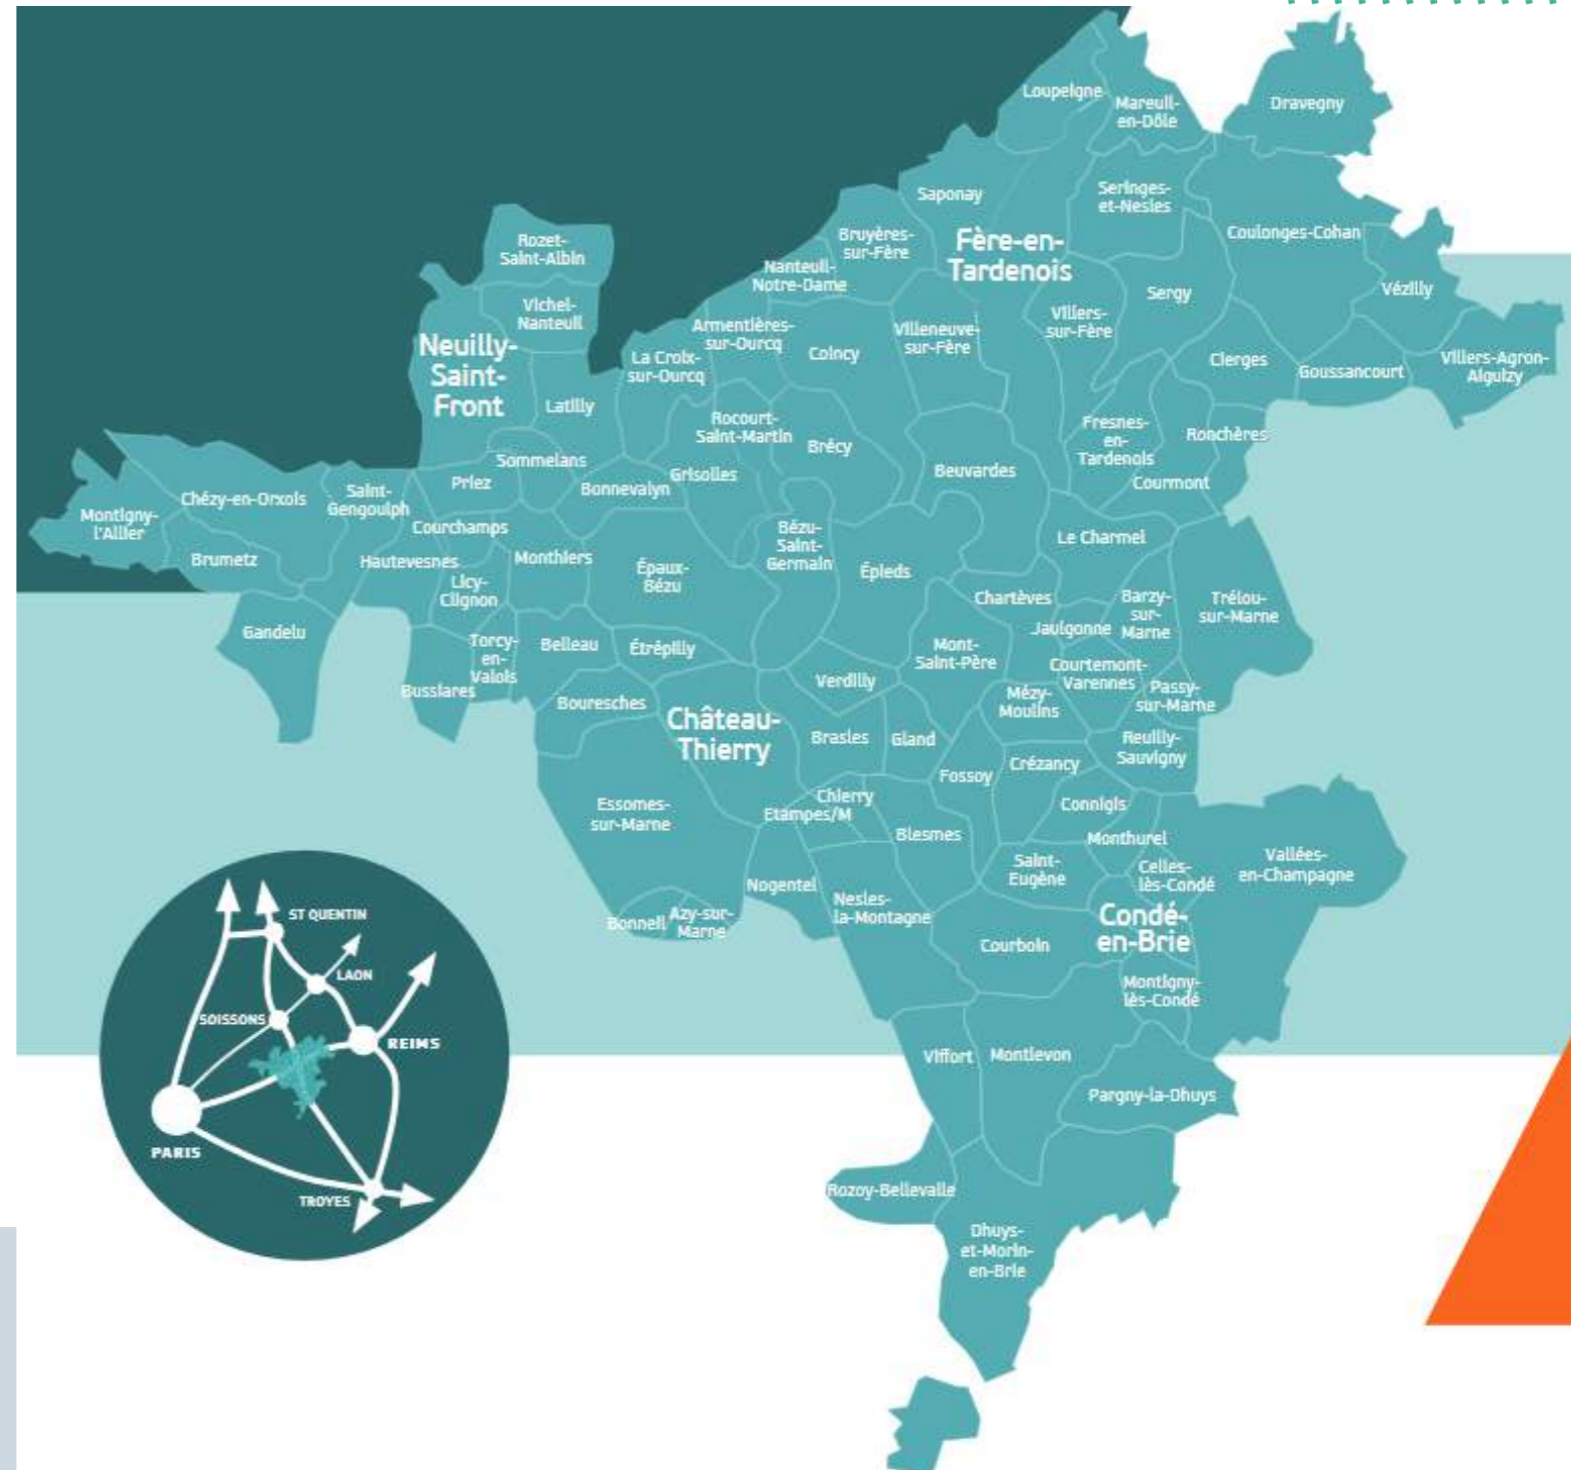 Loupeigne
Mareuil-
en-Dôle
Dravegny
Saponay
Seringes-
et-Nesles
Bruyères-
sur-Fère
Fère-en-
Tardenois
Coulonges-Cohan
Rozet-
Saint-Albin
Nanteuil-
Notre-Dame
Vézilly
Sergy
Vichel-
Nanteuil
Villers-
sur-Fère
Armentières-
sur-Ourcq
Villeneuve-
sur-Fère
Neuilly-
Saint-
Front
La Croix-
sur-Ourcq
Coincy
Cierges
Goussancourt
Villers-Agron-
Aiguizy
Latilly
Rocourt-
Saint-Martin
Brécy
Fresnes-
en-
Tardenois
Ronchères
Sommelans
Priez
Bonnevalyn
Grisolles
Beuvardes
Courmont
Chézy-en-Orxois
Saint-
Gengoulph
Montigny-
l'Allier
Courchamps
Bézu-
Saint-
Germain
Le Charmel
Brumetz
Hautevesnes
Monthiers
Épaux-
Bézu
Épieds
Licy-
Clignon
Chartèves
Barzy-
sur-
Marne
Trélou-
sur-Marne
Jaulgonne
Gandelu
Torcy-
en-
Valois
Belleau
Étrépilly
Mont-
Saint-Père
Courtemont-
Varennes
Verdilly
Bussiares
Bouresches
Mézy-
Moulins
Passy-
sur-Marne
Château-
Thierry
Brasles
Gland
Reuilly-
Sauvigny
Fossoy
Crézancy
Essomes-
sur-Marne
Chierry
Etampes/M
Connigis
Blesmes
Monthurel
Saint-
Eugène
Celles-
lès-Condé
Vallées-
en-Champagne
Nogentel
Nesles-
la-Montagne
Bonneil
Azy-sur-
Marne
Condé-
en-Brie
Courboin
Montigny-
lès-Condé
Viffort
Montlevon
Pargny-la-Dhuys
Rozoy-Bellevalle
Dhuys-
et-Morin-
en-Brie
ST QUENTIN
LAON
SOISSONS
REIMS
PARIS
TROYES